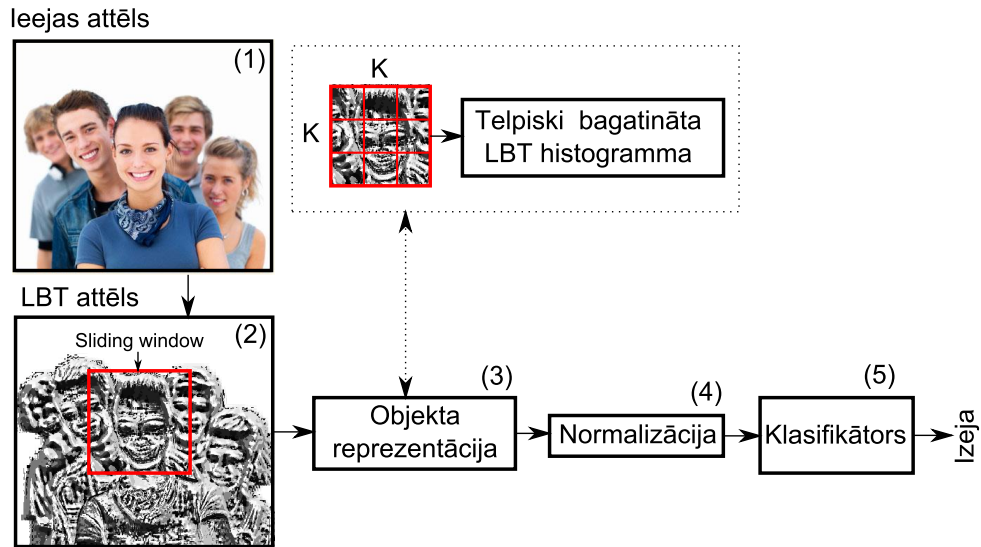 Ieejas attēls
(1)
K
K
Telpiski bagatināta
LBT histogramma
LBT attēls
(2)
Sliding window
(3)
Objekta
reprezentācija
(4)
Normalizācija
(5)
Klasifikātors
Izeja